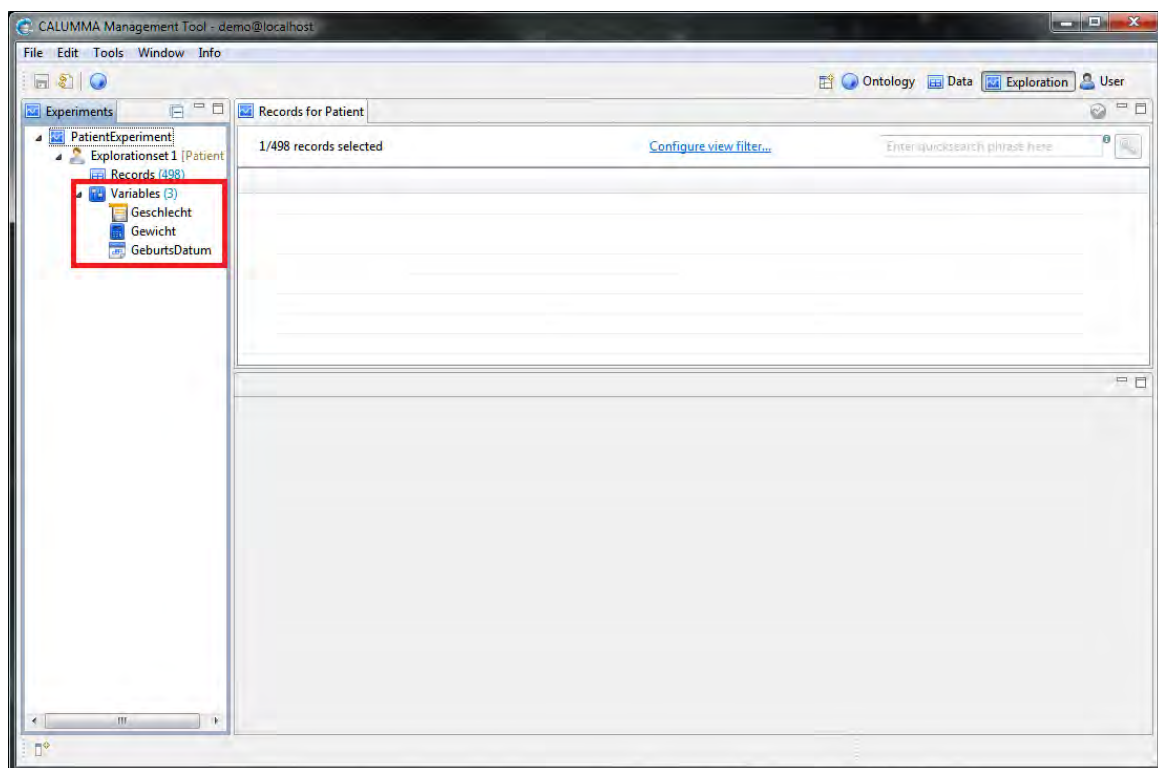 CALUMMA Management Tool - demo@localhost
File Edit Tools Window Info
Ontology Data Exploration User
Experiments
Records for Patient
PatientExperiment
1/498 records selected
Configure view filter...
Enter quicksearch phrase here
Explorationset 1 [Patient
Records (498)
Variables (3)
Geschlecht
Gewicht
GeburtsDatum